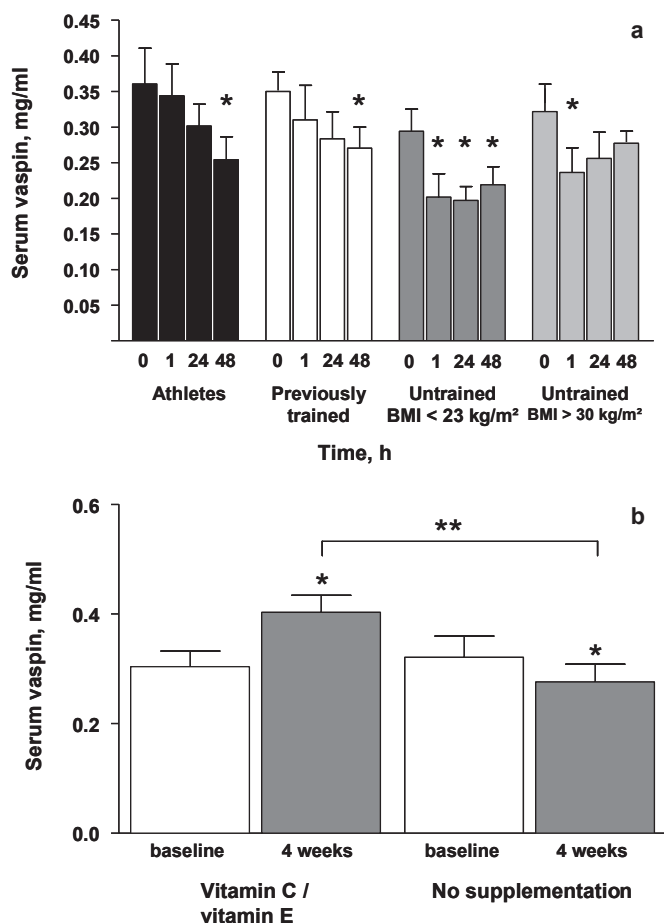 a
Serum vaspin, mg/ml
0.45
0.40
0.35
0.30
0.25
0.20
0.15
0.10
0.05
*
*
* * *
*
0 1 24 48 0 1 24 48 0 1 24 48 0 1 24 48
Athletes
Previously
trained
Untrained
BMI < 23 kg/m²
Untrained
BMI > 30 kg/m²
Time, h
b
Serum vaspin, mg/ml
0.6
0.4
0.2
0.0
**
*
*
baseline 4 weeks baseline 4 weeks
Vitamin C /
vitamin E
No supplementation